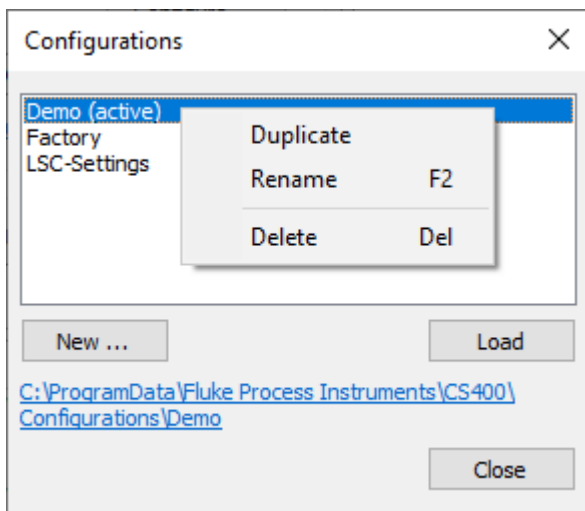 Configurations
Demo (active)
Factory
LSC-Settings
Duplicate
Rename F2
Delete Del
New ...
Load
C:\ProgramData\Fluke Process Instruments\CS400\
Configurations\Demo
Close